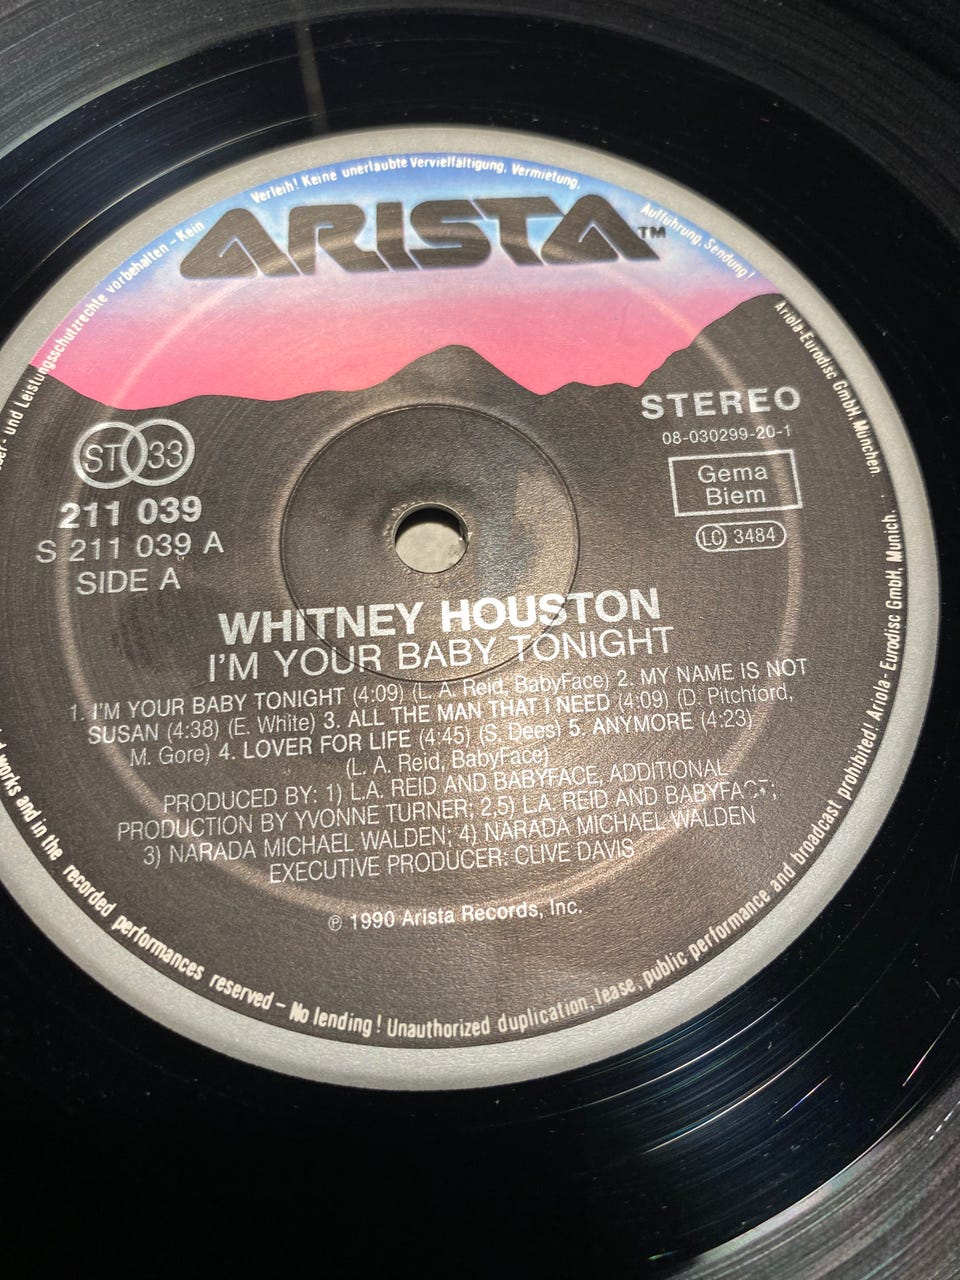 ser- und Leistungsschutzrechte vorbehalten - Kein Verleih! Keine unerlaubte Vervielfältigung, Vermietung, Aufführung, Sendung!
ARISTA™
Ariola-Eurodisc GmbH, München
STEREO
08-030299-20-1
Gema
Biem
LC 3484
ST 33
211 039
S 211 039 A
SIDE A
WHITNEY HOUSTON
I'M YOUR BABY TONIGHT
1. I'M YOUR BABY TONIGHT (4:09) (L. A. Reid, BabyFace) 2. MY NAME IS NOT
SUSAN (4:38) (E. White) 3. ALL THE MAN THAT I NEED (4:09) (D. Pitchford,
M. Gore) 4. LOVER FOR LIFE (4:45) (S. Dees) 5. ANYMORE (4:23)
(L. A. Reid, BabyFace)
PRODUCED BY: 1) L.A. REID AND BABYFACE, ADDITIONAL
PRODUCTION BY YVONNE TURNER; 2,5) L.A. REID AND BABYFACE;
3) NARADA MICHAEL WALDEN; 4) NARADA MICHAEL WALDEN
EXECUTIVE PRODUCER: CLIVE DAVIS
℗ 1990 Arista Records, Inc.
works and in the recorded performances reserved - No lending! Unauthorized duplication, lease, public performance and broadcast prohibited! Ariola-Eurodisc GmbH, Munich.